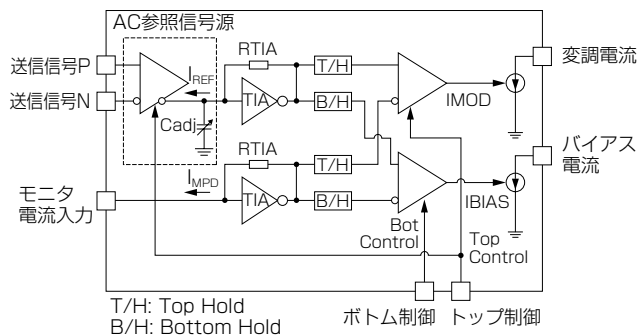 AC参照信号源
送信信号P
送信信号N
IREF
Cadj
RTIA
TIA
T/H
B/H
IMOD
変調電流
RTIA
モニタ
電流入力
IMPD
TIA
T/H
B/H
IBIAS
バイアス
電流
Bot
Control
Top
Control
T/H: Top Hold
B/H: Bottom Hold
ボトム制御
トップ制御